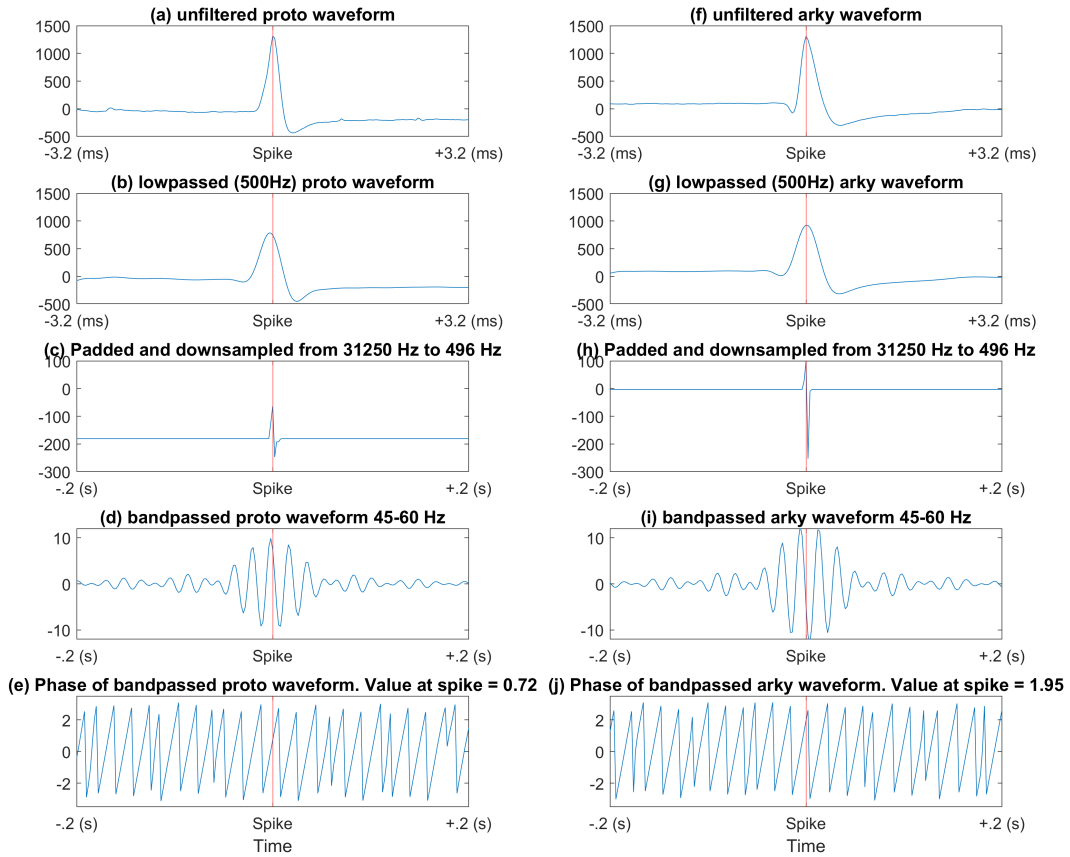 (a) unfiltered proto waveform
1500
1000
500
0
-500
-3.2 (ms) Spike +3.2 (ms)
(b) lowpassed (500Hz) proto waveform
1500
1000
500
0
-500
-3.2 (ms) Spike +3.2 (ms)
(c) Padded and downsampled from 31250 Hz to 496 Hz
100
0
-100
-200
-300
-.2 (s) Spike +.2 (s)
(d) bandpassed proto waveform 45-60 Hz
10
0
-10
-.2 (s) Spike +.2 (s)
(e) Phase of bandpassed proto waveform. Value at spike = 0.72
2
0
-2
-.2 (s) Spike +.2 (s)
Time
(f) unfiltered arky waveform
1500
1000
500
0
-500
-3.2 (ms) Spike +3.2 (ms)
(g) lowpassed (500Hz) arky waveform
1500
1000
500
0
-500
-3.2 (ms) Spike +3.2 (ms)
(h) Padded and downsampled from 31250 Hz to 496 Hz
100
0
-100
-200
-300
-.2 (s) Spike +.2 (s)
(i) bandpassed arky waveform 45-60 Hz
10
0
-10
-.2 (s) Spike +.2 (s)
(j) Phase of bandpassed arky waveform. Value at spike = 1.95
2
0
-2
-.2 (s) Spike +.2 (s)
Time